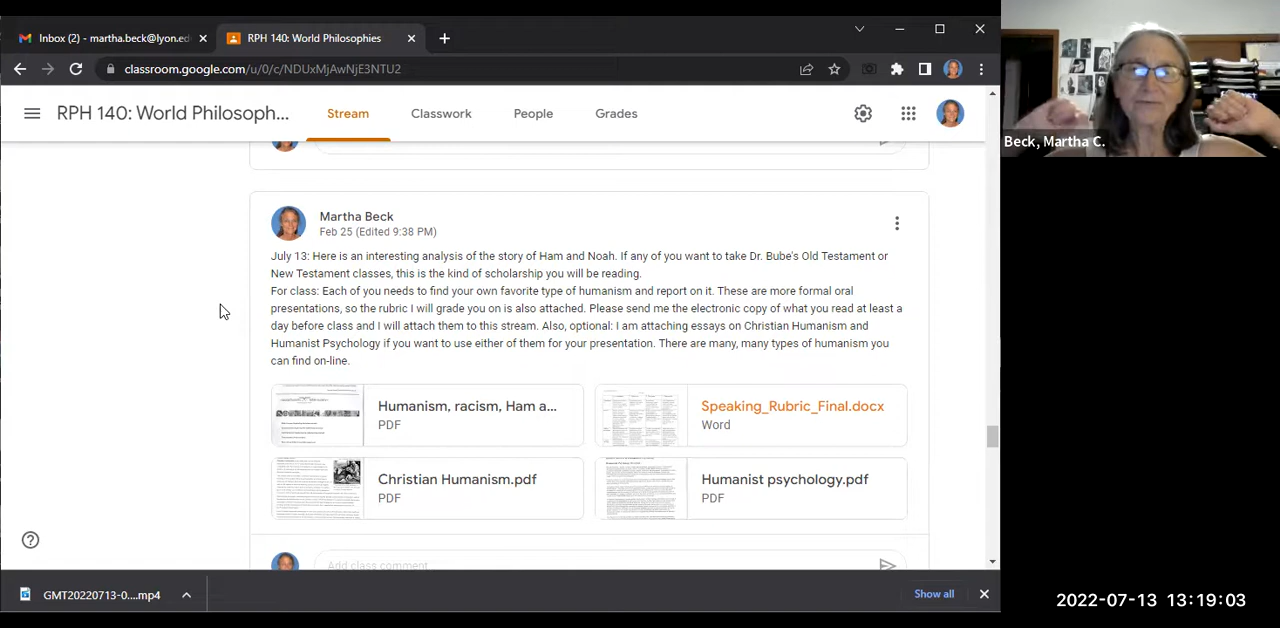 Inbox (2) - martha.beck@lyon.ed
RPH 140: World Philosophies
classroom.google.com/u/0/c/NDUxMjAwNjE3NTU2
RPH 140: World Philosoph...
Stream
Classwork
People
Grades
Beck, Martha C.
Martha Beck
Feb 25 (Edited 9:38 PM)
July 13: Here is an interesting analysis of the story of Ham and Noah. If any of you want to take Dr. Bube's Old Testament or
New Testament classes, this is the kind of scholarship you will be reading.
For class: Each of you needs to find your own favorite type of humanism and report on it. These are more formal oral
presentations, so the rubric I will grade you on is also attached. Please send me the electronic copy of what you read at least a
day before class and I will attach them to this stream. Also, optional: I am attaching essays on Christian Humanism and
Humanist Psychology if you want to use either of them for your presentation. There are many, many types of humanism you
can find on-line.
Humanism, racism, Ham a...
PDF
Speaking_Rubric_Final.docx
Word
Christian Humanism.pdf
PDF
Humanist psychology.pdf
PDF
Add class comment
GMT20220713-0....mp4
Show all
2022-07-13 13:19:03